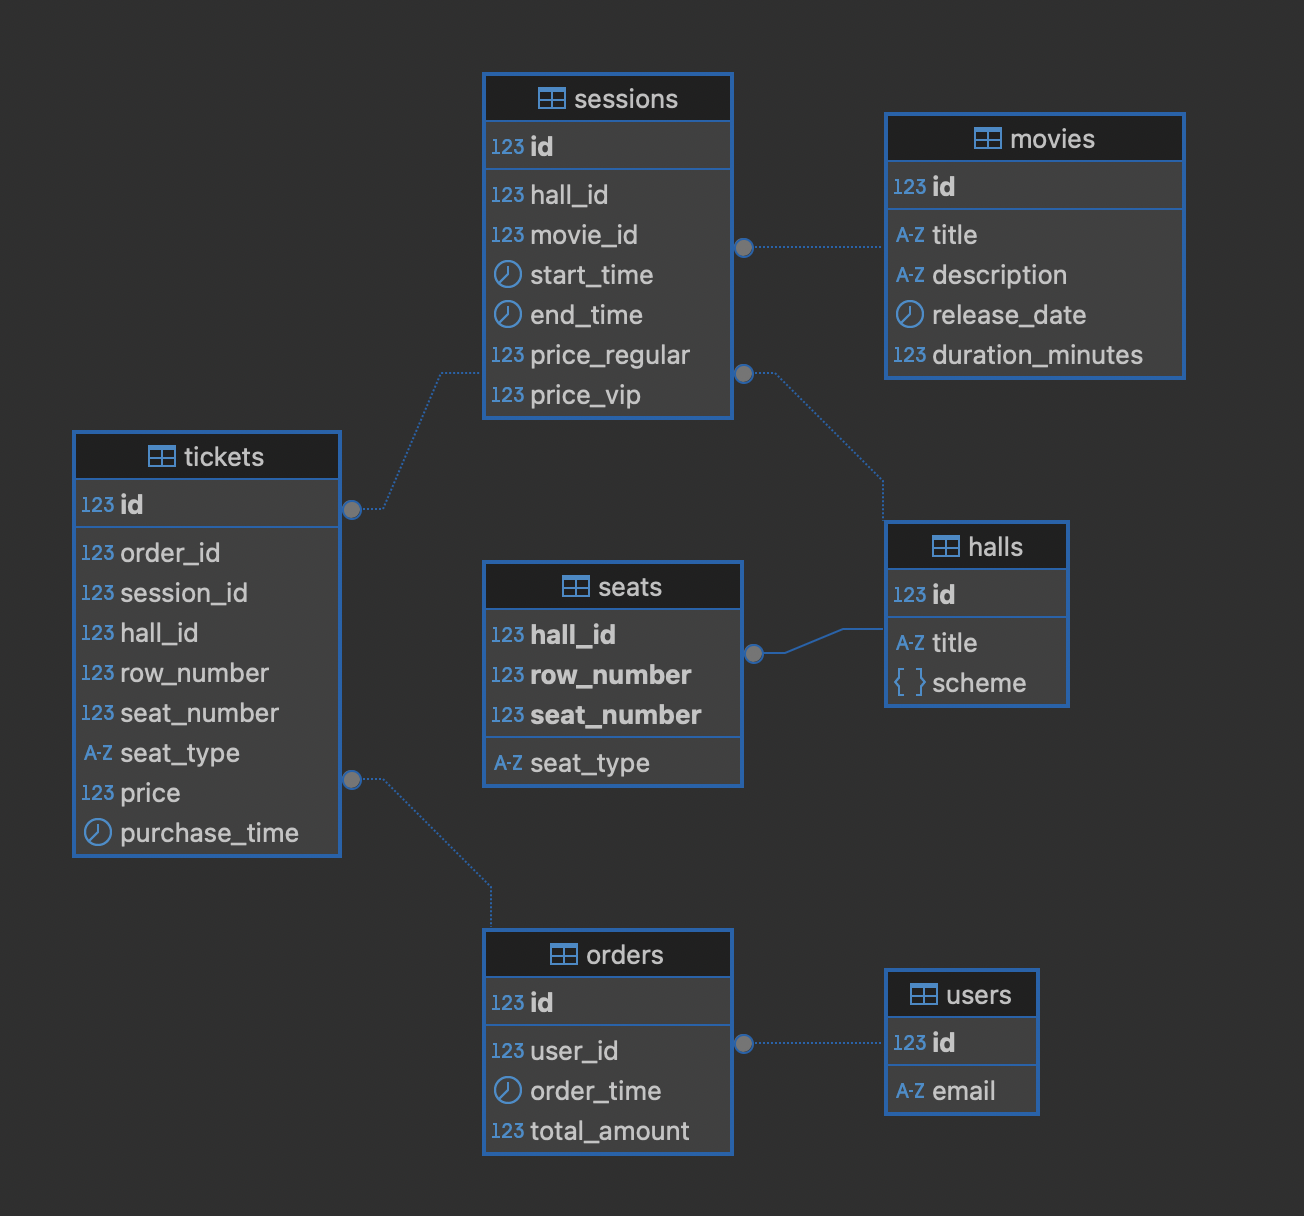 sessions
123 id
123 hall_id
123 movie_id
start_time
end_time
123 price_regular
123 price_vip
movies
123 id
A-Z title
A-Z description
release_date
123 duration_minutes
tickets
123 id
123 order_id
123 session_id
123 hall_id
123 row_number
123 seat_number
A-Z seat_type
123 price
purchase_time
seats
123 hall_id
123 row_number
123 seat_number
A-Z seat_type
halls
123 id
A-Z title
{ } scheme
orders
123 id
123 user_id
order_time
123 total_amount
users
123 id
A-Z email